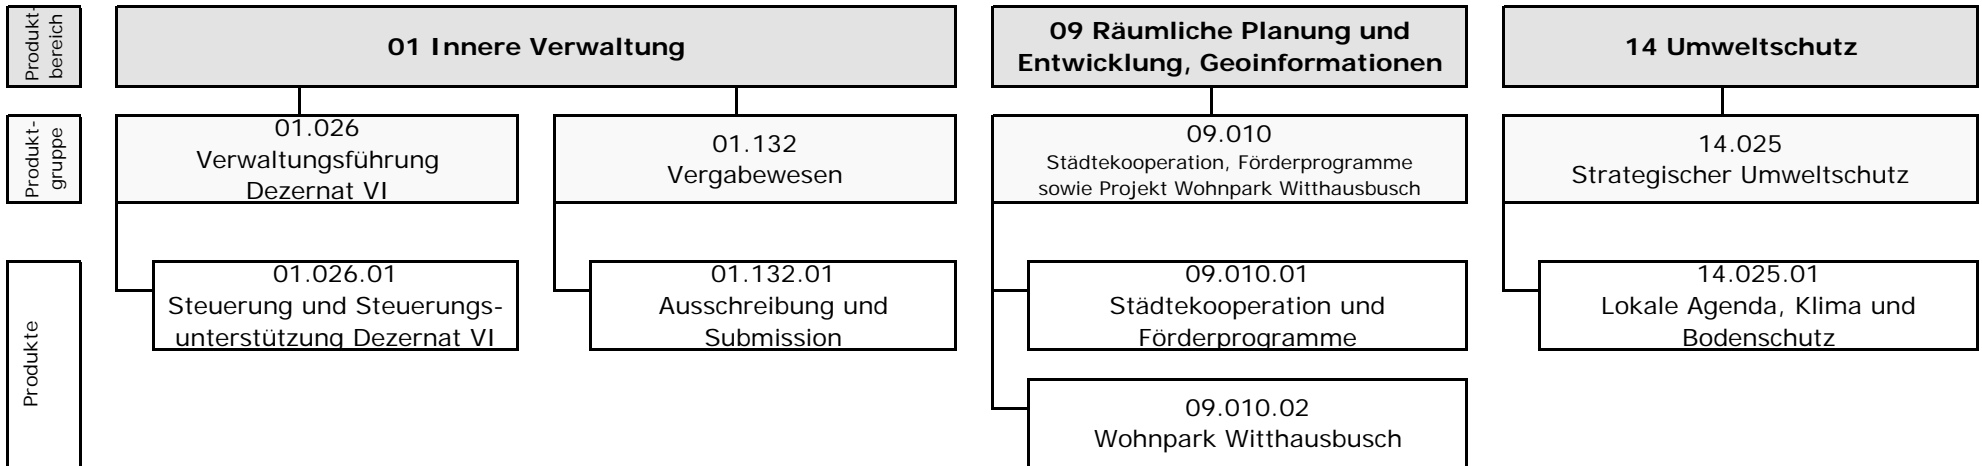 Produkt-
bereich
01 Innere Verwaltung
09 Räumliche Planung und
Entwicklung, Geoinformationen
14 Umweltschutz
Produkt-
gruppe
01.026
Verwaltungsführung
Dezernat VI
01.132
Vergabewesen
09.010
Städtekooperation, Förderprogramme
sowie Projekt Wohnpark Witthausbusch
14.025
Strategischer Umweltschutz
Produkte
01.026.01
Steuerung und Steuerungs-
unterstützung Dezernat VI
01.132.01
Ausschreibung und
Submission
09.010.01
Städtekooperation und
Förderprogramme
14.025.01
Lokale Agenda, Klima und
Bodenschutz
09.010.02
Wohnpark Witthausbusch